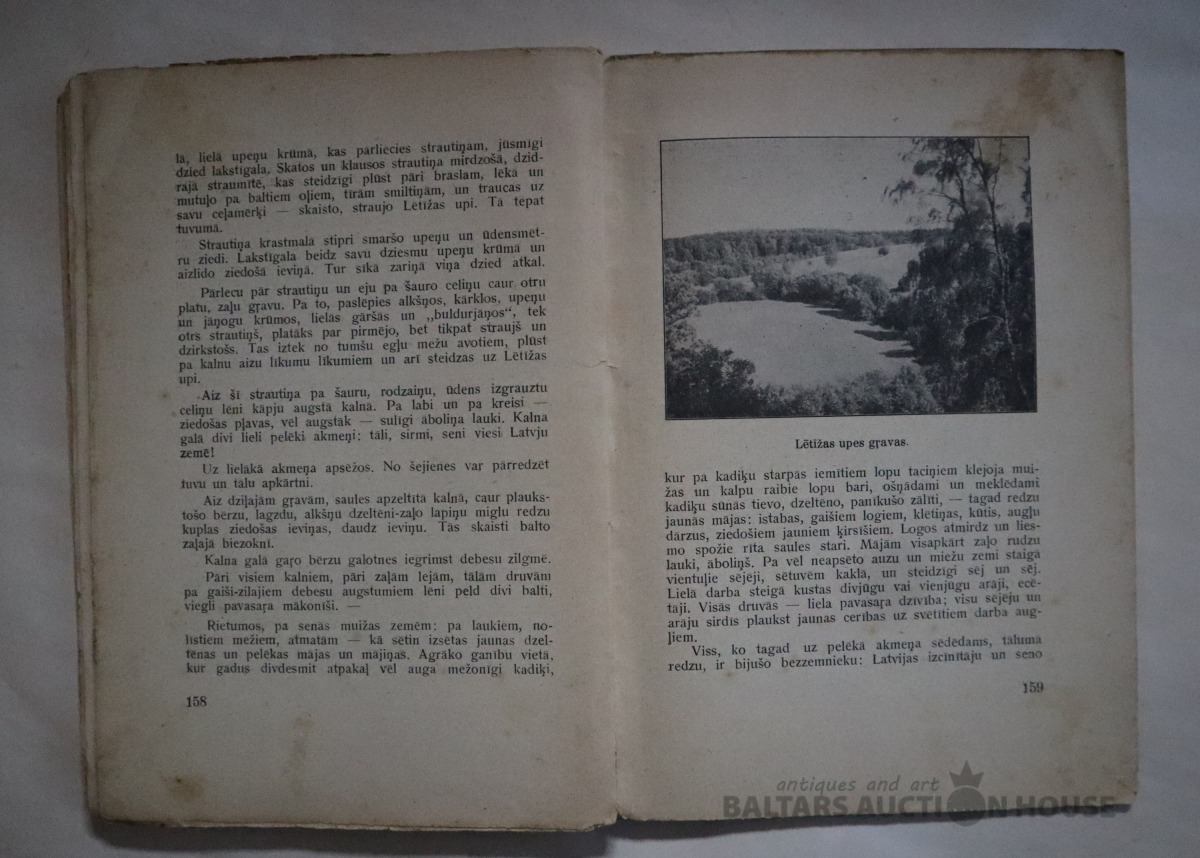 lā, lielā upeņu krūmā, kas pārliecies strautiņam, jūsmīgi
dzied lakstīgala. Skatos un klausos strautiņa mirdzošā, dzid-
rajā straumītē, kas steidzīgi plūst pāri braslam, lēkā un
mutuļo pa baltiem oļiem, tīrām smiltiņām, un traucas uz
savu ceļamērķi — skaisto, straujo Lētīžas upi. Tā tepat
tuvumā.
Strautiņa krastmalā stipri smaršo upeņu un ūdensmēt-
ru ziedi. Lakstīgala beidz savu dziesmu upeņu krūmā un
aizlido ziedošā ieviņā. Tur sīkā zariņā viņa dzied atkal.
Pārlecu pār strautiņu un eju pa šauro celiņu caur otru
platu, zaļu gravu. Pa to, paslēpies alkšņos, kārklos, upeņu
un jāņogu krūmos, lielās gāršās un „buldurjāņos“, tek
otrs strautiņš, platāks par pirmējo, bet tikpat straujš un
dzirkstošs. Tas iztek no tumšu egļu mežu avotiem, plūst
pa kalnu aizu līkumu līkumiem un arī steidzas uz Lētīžas
upi.
Aiz šī strautiņa pa šauru, rodzaiņu, ūdens izgrauztu
celiņu lēni kāpju augstā kalnā. Pa labi un pa kreisi —
ziedošas pļavas, vēl augstāk — sulīgi āboliņa lauki. Kalna
galā divi lieli pelēki akmeņi: tāli, sirmi, seni viesi Latvju
zemē!
Uz lielākā akmeņa apsēžos. No šejienes var pārredzēt
tuvu un tālu apkārtni.
Aiz dziļajām gravām, saules apzeltītā kalnā, caur plauks-
tošo bērzu, lagzdu, alkšņu dzeltēni-zaļo lapiņu miglu redzu
kuplas ziedošas ieviņas, daudz ieviņu. Tās skaisti balto
zaļajā biezoknī.
Kalna galā gaŗo bērzu galotnes iegrimst debesu zilgmē.
Pāri visiem kalniem, pāri zaļām lejām, tālām druvām
pa gaiši-zilajiem debesu augstumiem lēni peld divi balti,
viegli pavasaŗa mākonīši. —
Rietumos, pa senās muižas zemēm: pa laukiem, no-
līstiem mežiem, atmatām — kā sētin izsētas jaunas dzel-
tēnas un pelēkas mājas un mājiņas. Agrāko ganību vietā,
kur gadus divdesmit atpakaļ vēl auga mežonīgi kadiķi,
158
Lētīžas upes gravas.
kur pa kadiķu starpās iemītiem lopu taciņiem klejoja mui-
žas un kalpu raibie lopu bari, ošņādami un meklēdami
kadiķu sūnās tievo, dzeltēno, panīkušo zālīti, — tagad redzu
jaunās mājas: istabas, gaišiem logiem, klētiņas, kūtis, augļu
dārzus, ziedošiem jauniem ķirsīšiem. Logos atmirdz un lies-
mo spožie rīta saules stari. Mājām visapkārt zaļo rudzu
lauki, āboliņš. Pa vēl neapsēto auzu un miežu zemi staigā
vientuļie sējēji, sētuvēm kaklā, un steidzīgi sēj un sēj.
Lielā darba steigā kustas divjūgu vai vienjūgu arāji, ecē-
tāji. Visās druvās — liela pavasaŗa dzīvība; visu sējēju un
arāju sirdīs plaukst jaunas cerības uz svētītiem darba aug-
ļiem.
Viss, ko tagad uz pelēkā akmeņa sēdēdams, tālumā
redzu, ir bijušo bezzemnieku: Latvijas izcīnītāju un seno
159
antiques and art
BALTARS AUCTION HOUSE